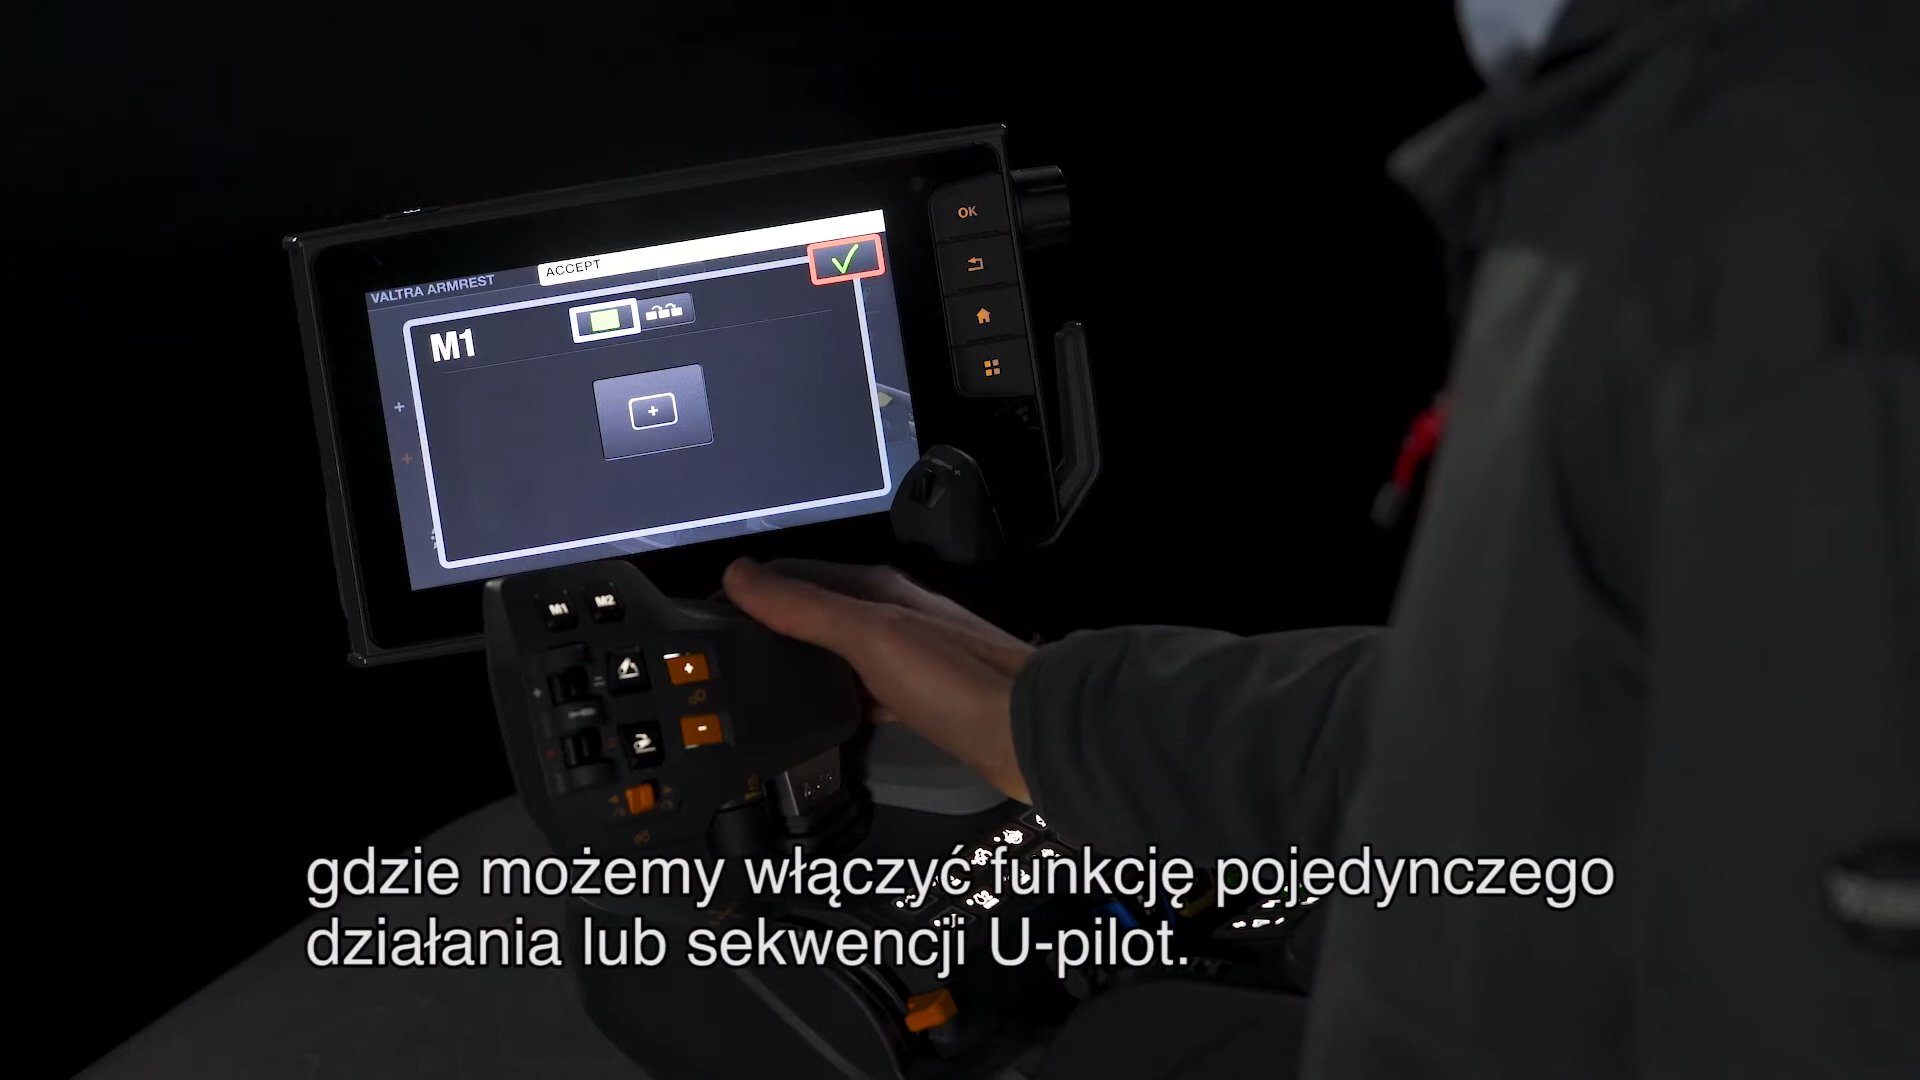 OK
ACCEPT
VALTRA ARMREST
M1
M1 M2
gdzie możemy włączyć funkcję pojedynczego
działania lub sekwencji U-pilot.